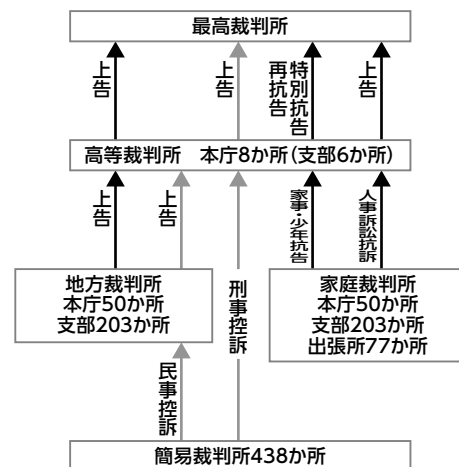 最高裁判所
上告
上告
特別抗告
再抗告
上告
高等裁判所　本庁8か所（支部6か所）
上告
上告
刑事控訴
家事・少年抗告
人事訴訟抗訴
地方裁判所
本庁50か所
支部203か所
家庭裁判所
本庁50か所
支部203か所
出張所77か所
民事控訴
簡易裁判所438か所